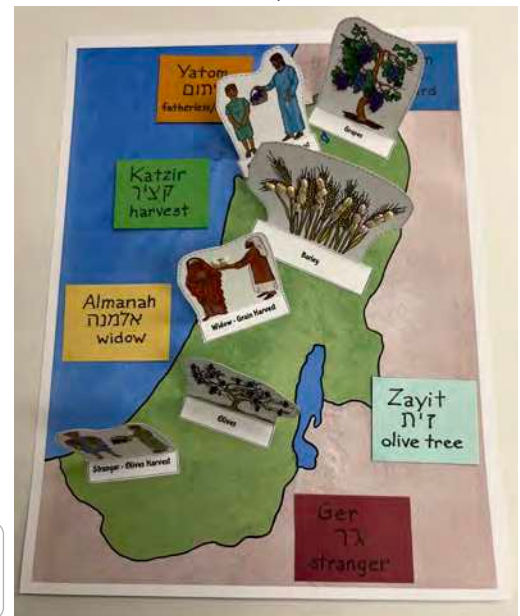 Yatom
יתום
fatherless/
Grapes
Katzir
קציר
harvest
Barley
Almanah
אלמנה
widow
Widow - Grain Harvest
Olives
Zayit
זית
olive tree
Stranger - Olives Harvest
Ger
גר
stranger